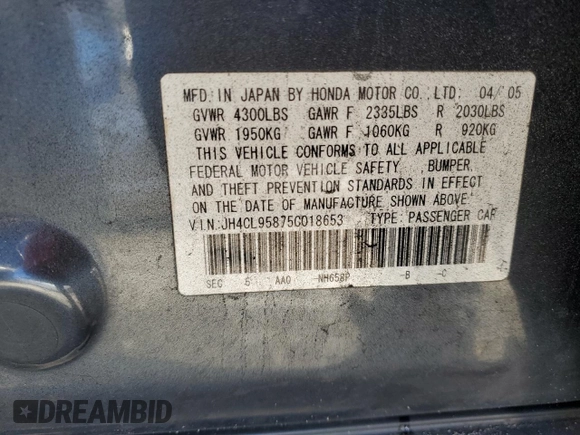 MFD. IN JAPAN BY HONDA MOTOR CO., LTD. 04/05
GVWR 4300LBS GAWR F 2335LBS R 2030LBS
GVWR 1950KG GAWR F 1060KG R 920KG
THIS VEHICLE CONFORMS TO ALL APPLICABLE
FEDERAL MOTOR VEHICLE SAFETY, BUMPER,
AND THEFT PREVENTION STANDARDS IN EFFECT
ON THE DATE OF MANUFACTURE SHOWN ABOVE.
V.I.N.:JH4CL95875C018653 TYPE: PASSENGER CAR
SEC 5 AA0 -NH658P -B -C
DREAMBID